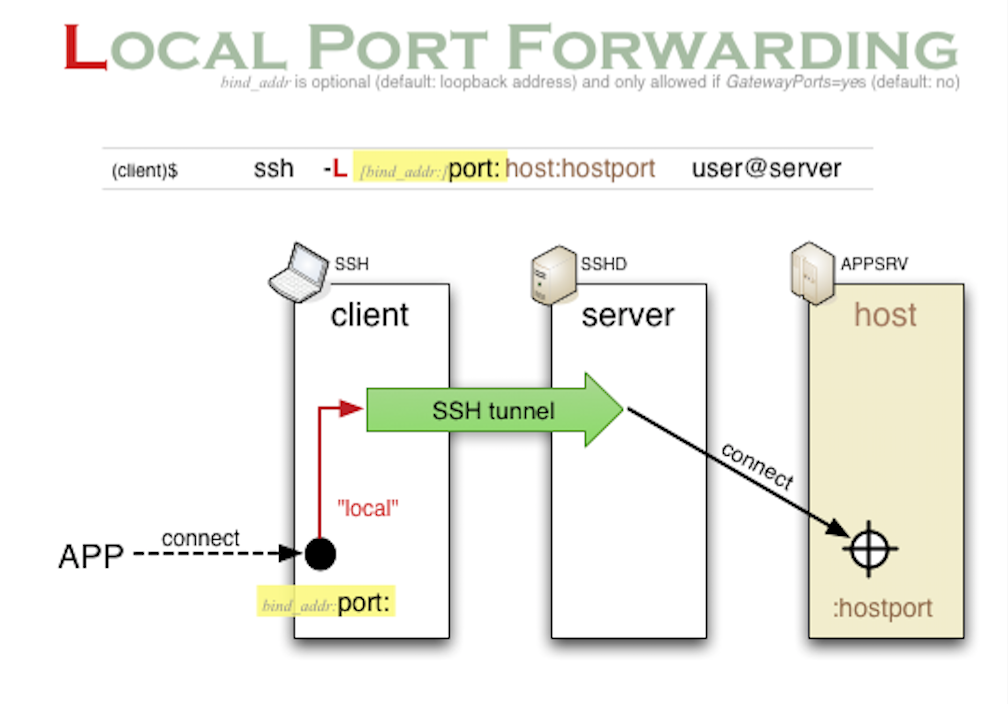 LOCAL PORT FORWARDING
bind_addr is optional (default: loopback address) and only allowed if GatewayPorts=yes (default: no)
(client)$ ssh -L [bind_addr:]port:host:hostport user@server
SSH
SSHD
APPSRV
client
server
host
SSH tunnel
connect
"local"
connect
APP
bind_addr:port:
:hostport